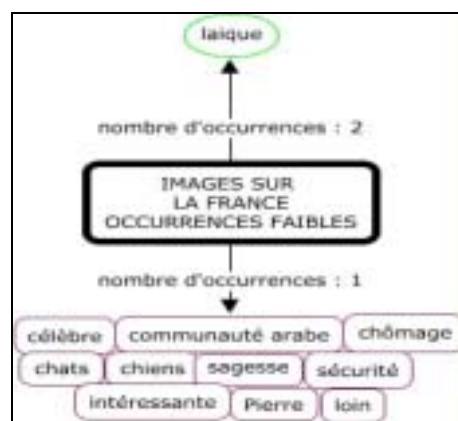 laique
nombre d'occurrences : 2
IMAGES SUR
LA FRANCE
OCCURRENCES FAIBLES
nombre d'occurrences : 1
célèbre communauté arabe chômage
chats chiens sagesse sécurité
intéressante Pierre loin